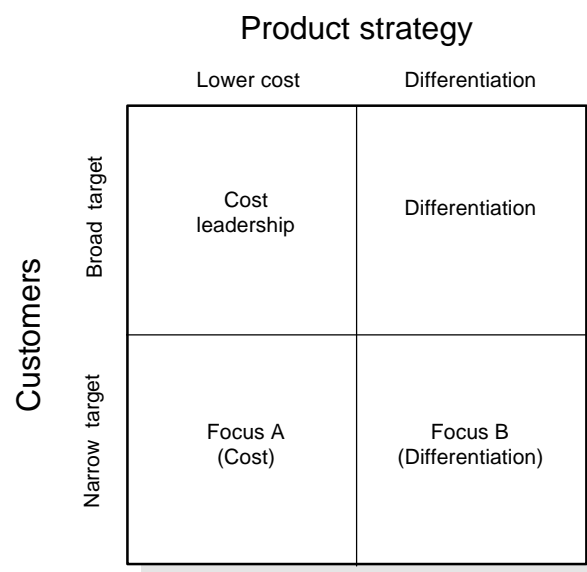 Product strategy
Lower cost
Differentiation
Customers
Broad target
Cost
leadership
Differentiation
Narrow target
Focus A
(Cost)
Focus B
(Differentiation)